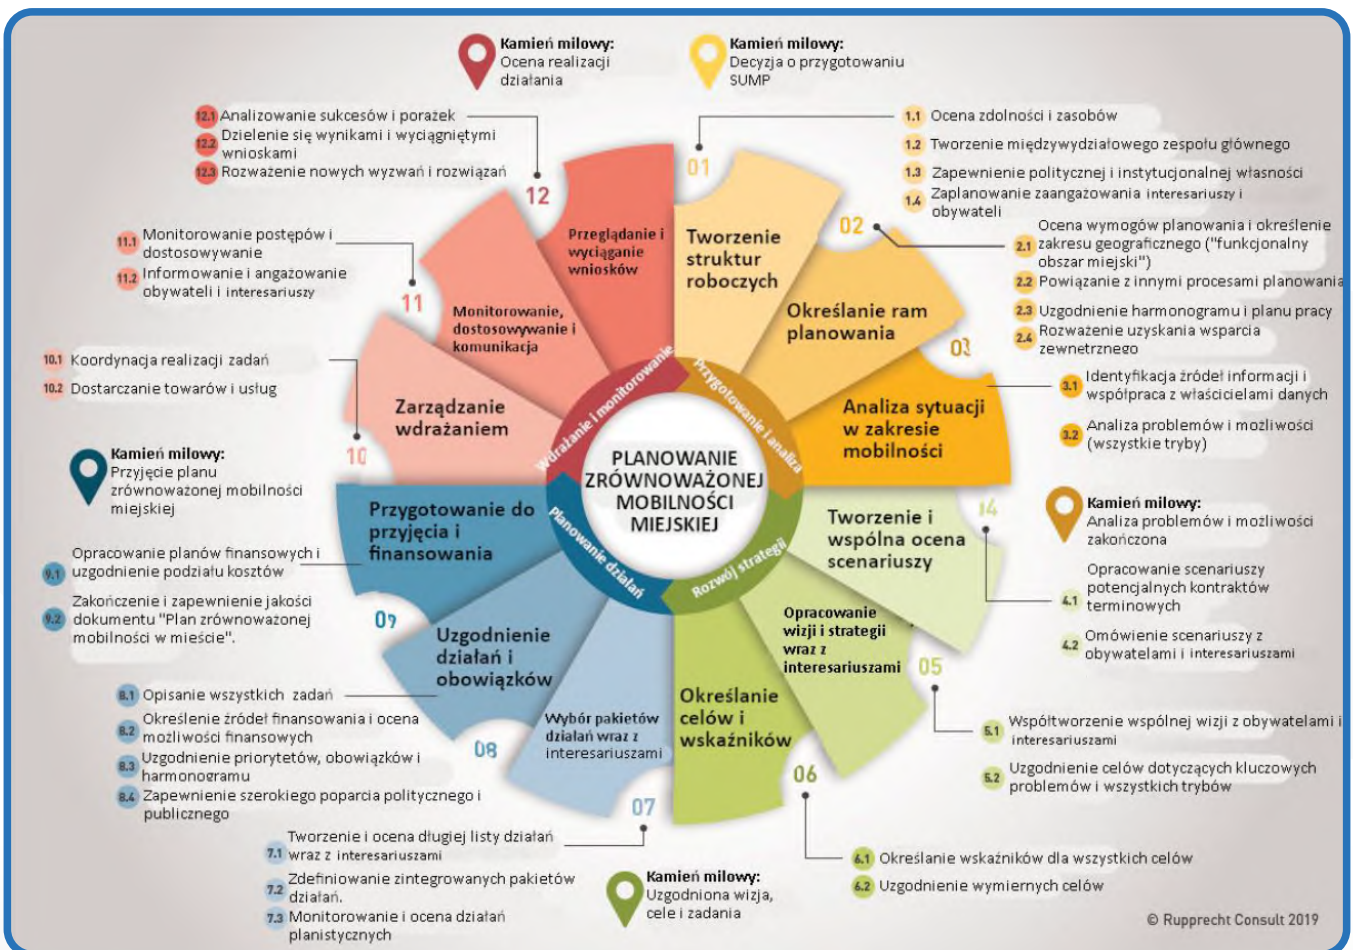 Kamień milowy:
Ocena realizacji
działania
Kamień milowy:
Decyzja o przygotowaniu
SUMP
12.1 Analizowanie sukcesów i porażek
12.2 Dzielenie się wynikami i wyciągniętymi
wnioskami
12.3 Rozważenie nowych wyzwań i rozwiązań
1.1 Ocena zdolności i zasobów
1.2 Tworzenie międzywydziałowego zespołu głównego
1.3 Zapewnienie politycznej i instytucjonalnej własności
1.4 Zaplanowanie zaangażowania interesariuszy i
obywateli
11.1 Monitorowanie postępów i
dostosowywanie
11.2 Informowanie i angażowanie
obywateli i interesariuszy
2.1 Ocena wymogów planowania i określenie
zakresu geograficznego ("funkcjonalny
obszar miejski")
2.2 Powiązanie z innymi procesami planowania
2.3 Uzgodnienie harmonogramu i planu pracy
2.4 Rozważenie uzyskania wsparcia
zewnetrznego
10.1 Koordynacja realizacji zadań
10.2 Dostarczanie towarów i usług
3.1 Identyfikacja źródeł informacji i
współpraca z właścicielami danych
3.2 Analiza problemów i możliwości
(wszystkie tryby)
Kamień milowy:
Przyjęcie planu
zrównoważonej mobilności
miejskiej
Kamień milowy:
Analiza problemów i możliwości
zakończona
01
Tworzenie
struktur
roboczych
02
Określanie ram
planowania
03
Analiza sytuacji
w zakresie
mobilności
14
Tworzenie i
wspólna ocena
scenariuszy
05
Opracowanie
wizji i strategii
wraz z
interesariuszami
06
Określanie
celów i
wskaźników
07
Wybór pakietów
działań wraz z
interesariuszami
08
Uzgodnienie
działań i
obowiązków
09
Przygotowanie do
przyjęcia i
finansowania
10
Zarządzanie
wdrażaniem
11
Monitorowanie,
dostosowywanie i
komunikacja
12
Przeglądanie i
wyciąganie
wniosków
Wdrażanie i monitorowanie
Przygotowanie i analiza
Rozwój strategii
Planowanie działań
PLANOWANIE
ZRÓWNOWAŻONEJ
MOBILNOŚCI
MIEJSKIEJ
9.1 Opracowanie planów finansowych i
uzgodnienie podziału kosztów
9.2 Zakończenie i zapewnienie jakości
dokumentu "Plan zrównoważonej
mobilności w mieście".
4.1 Opracowanie scenariuszy
potencjalnych kontraktów
terminowych
4.2 Omówienie scenariuszy z
obywatelami i interesariuszami
8.1 Opisanie wszystkich zadań
8.2 Określenie źródeł finansowania i ocena
możliwości finansowych
8.3 Uzgodnienie priorytetów, obowiązków i
harmonogramu
8.4 Zapewnienie szerokiego poparcia politycznego i
publicznego
5.1 Współtworzenie wspólnej wizji z obywatelami i
interesariuszami
5.2 Uzgodnienie celów dotyczących kluczowych
problemów i wszystkich trybów
7.1 Tworzenie i ocena długiej listy działań
wraz z interesariuszami
7.2 Zdefiniowanie zintegrowanych pakietów
działań.
7.3 Monitorowanie i ocena działań
planistycznych
Kamień milowy:
Uzgodniona wizja,
cele i zadania
6.1 Określanie wskaźników dla wszystkich celów
6.2 Uzgodnienie wymiernych celów
© Rupprecht Consult 2019